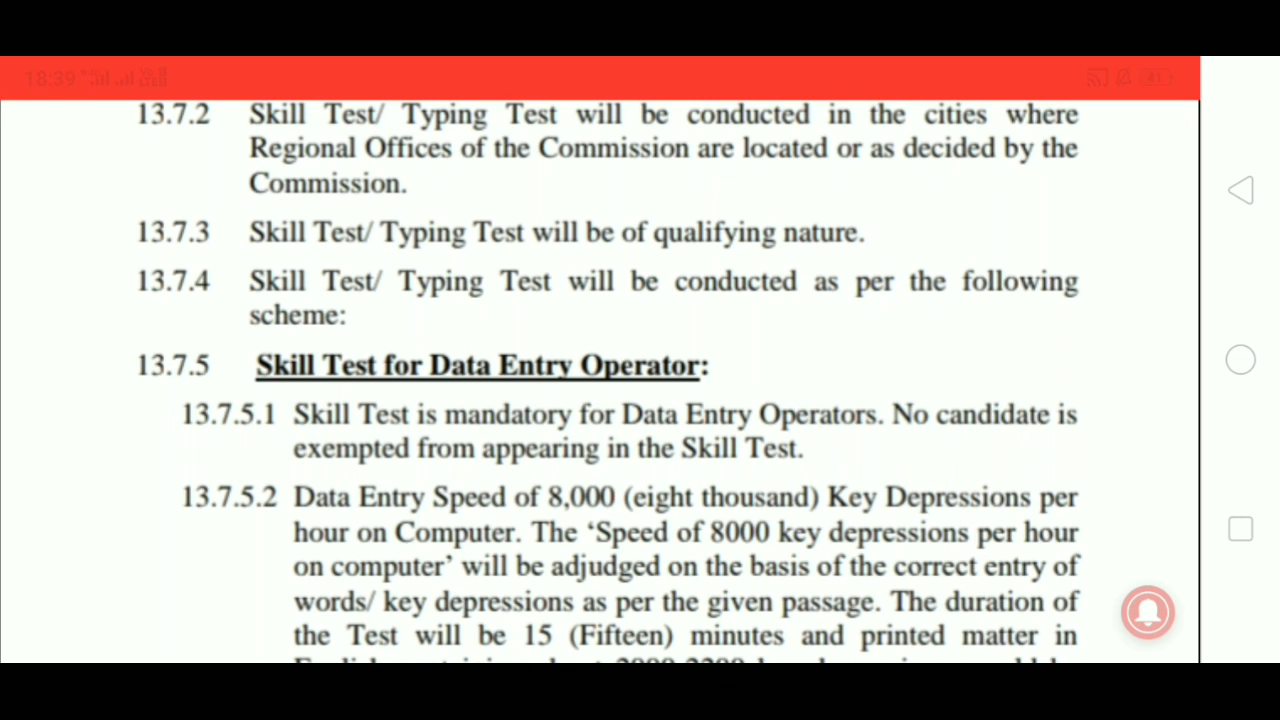 18:39
13.7.2 Skill Test/ Typing Test will be conducted in the cities where
Regional Offices of the Commission are located or as decided by the
Commission.
13.7.3 Skill Test/ Typing Test will be of qualifying nature.
13.7.4 Skill Test/ Typing Test will be conducted as per the following
scheme:
13.7.5 Skill Test for Data Entry Operator:
13.7.5.1 Skill Test is mandatory for Data Entry Operators. No candidate is
exempted from appearing in the Skill Test.
13.7.5.2 Data Entry Speed of 8,000 (eight thousand) Key Depressions per
hour on Computer. The ‘Speed of 8000 key depressions per hour
on computer’ will be adjudged on the basis of the correct entry of
words/ key depressions as per the given passage. The duration of
the Test will be 15 (Fifteen) minutes and printed matter in